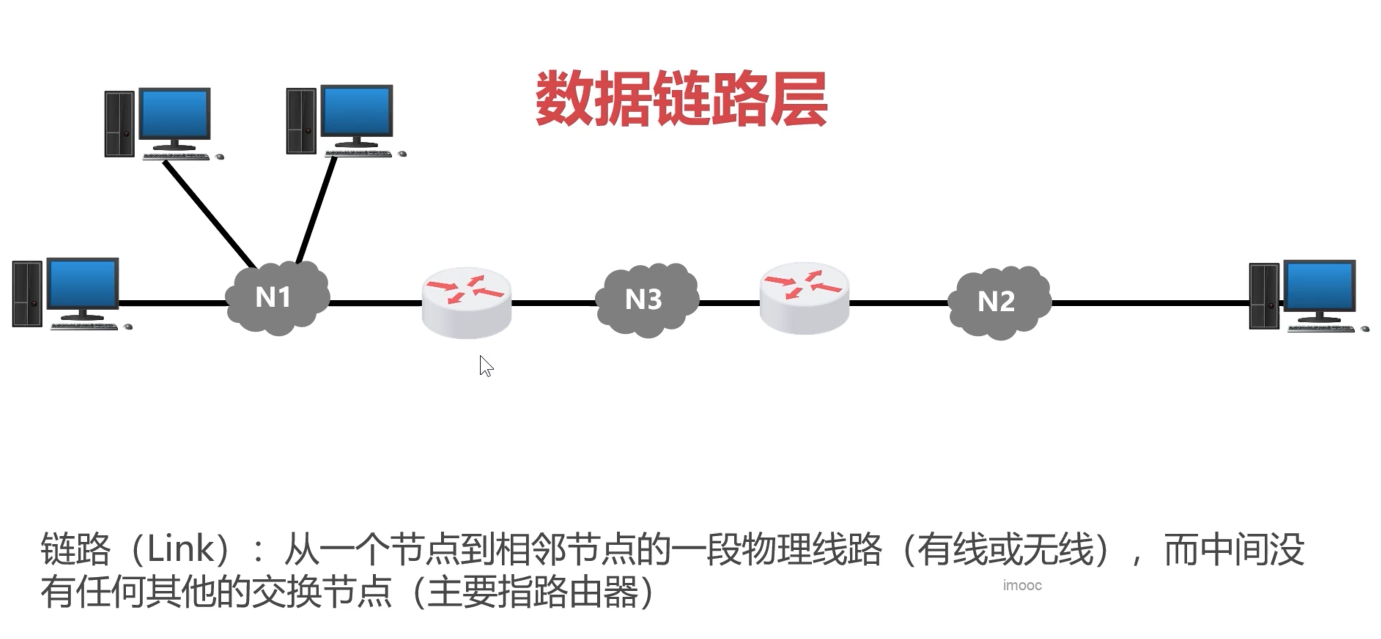 数据链路层
N1
N3
N2
链路（Link）：从一个节点到相邻节点的一段物理线路（有线或无线），而中间没
有任何其他的交换节点（主要指路由器）
imooc